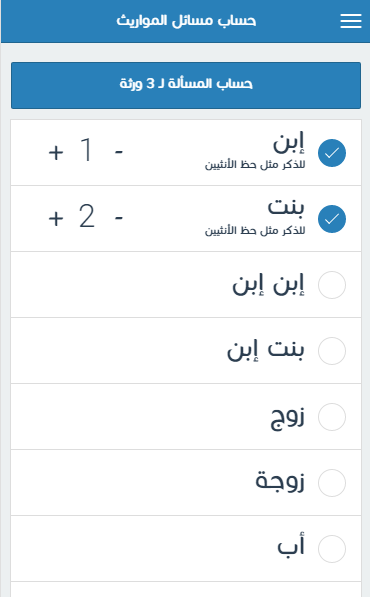 حساب مسائل المواريث
حساب المسألة لـ 3 ورثة
إبن
للذكر مثل حظ الأنثيين
- 1 +
بنت
للذكر مثل حظ الأنثيين
- 2 +
إبن إبن
بنت إبن
زوج
زوجة
أب